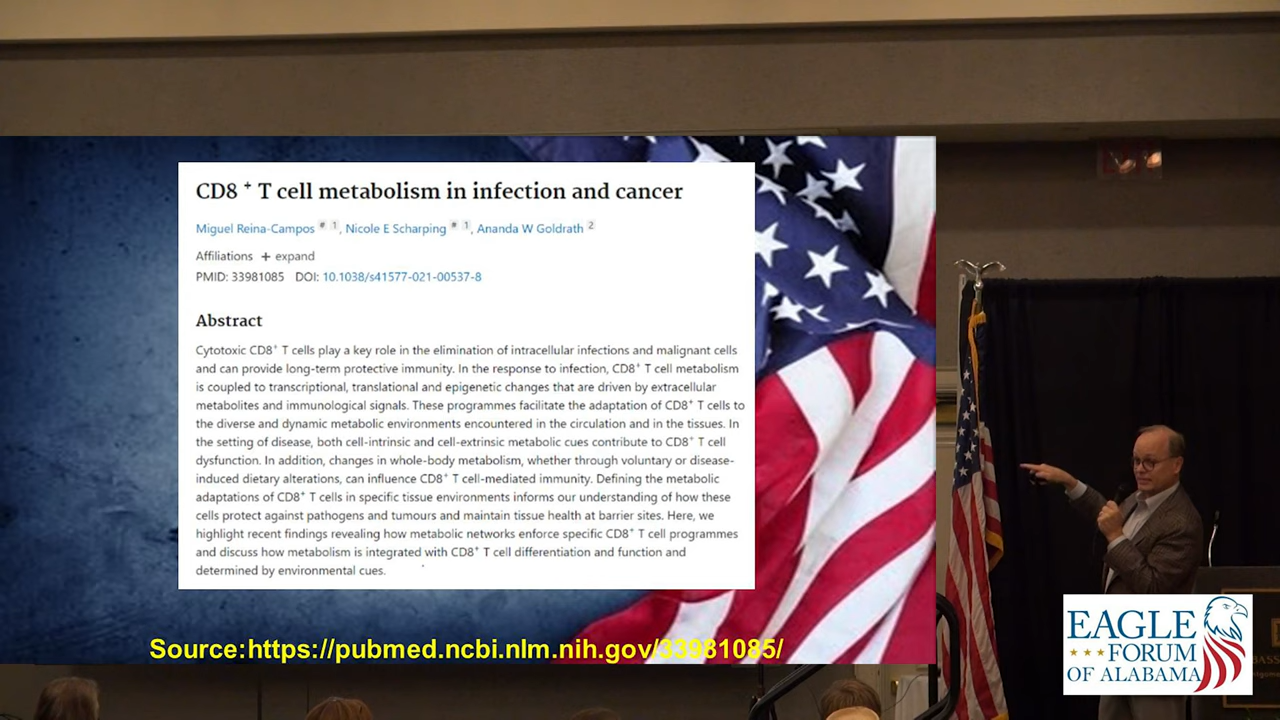 CD8 + T cell metabolism in infection and cancer
Miguel Reina-Campos # 1, Nicole E Scharping # 1, Ananda W Goldrath 2
Affiliations + expand
PMID: 33981085 DOI: 10.1038/s41577-021-00537-8
Abstract
Cytotoxic CD8+ T cells play a key role in the elimination of intracellular infections and malignant cells
and can provide long-term protective immunity. In the response to infection, CD8+ T cell metabolism
is coupled to transcriptional, translational and epigenetic changes that are driven by extracellular
metabolites and immunological signals. These programmes facilitate the adaptation of CD8+ T cells to
the diverse and dynamic metabolic environments encountered in the circulation and in the tissues. In
the setting of disease, both cell-intrinsic and cell-extrinsic metabolic cues contribute to CD8+ T cell
dysfunction. In addition, changes in whole-body metabolism, whether through voluntary or disease-
induced dietary alterations, can influence CD8+ T cell-mediated immunity. Defining the metabolic
adaptations of CD8+ T cells in specific tissue environments informs our understanding of how these
cells protect against pathogens and tumours and maintain tissue health at barrier sites. Here, we
highlight recent findings revealing how metabolic networks enforce specific CD8+ T cell programmes
and discuss how metabolism is integrated with CD8+ T cell differentiation and function and
determined by environmental cues.
Source:https://pubmed.ncbi.nlm.nih.gov/33981085/
EAGLE
FORUM
OF ALABAMA